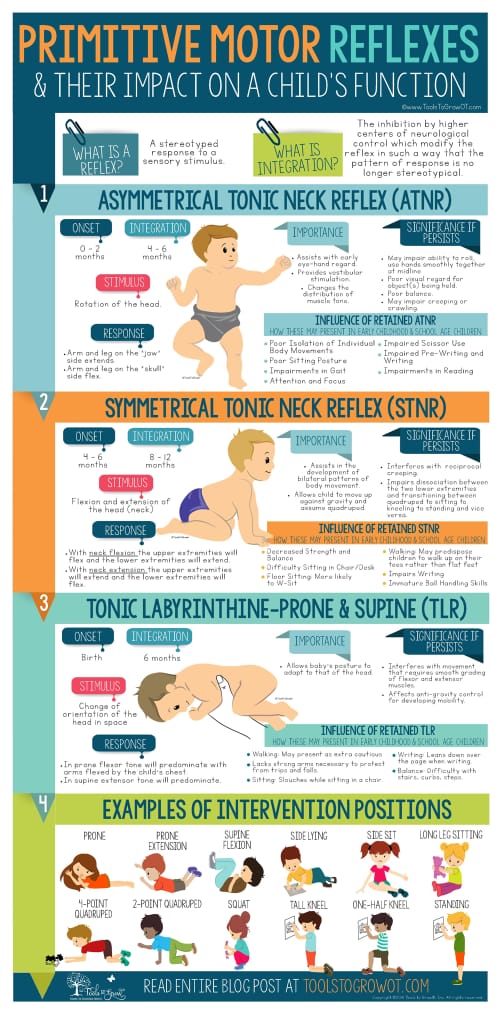 PRIMITIVE MOTOR REFLEXES
& THEIR IMPACT ON A CHILD'S FUNCTION
©www.ToolsToGrowOT.com
WHAT IS A
REFLEX?
A stereotyped
response to a
sensory stimulus.
WHAT IS
INTEGRATION?
The inhibition by higher
centers of neurological
control which modify the
reflex in such a way that the
pattern of response is no
longer stereotypical.
1
ASYMMETRICAL TONIC NECK REFLEX (ATNR)
ONSET
0 - 2
months
INTEGRATION
4 - 6
months
STIMULUS
Rotation of the head.
RESPONSE
• Arm and leg on the "jaw"
side extends.
• Arm and leg on the "skull"
side flex.
IMPORTANCE
• Assists with early
eye-hand regard.
• Provides vestibular
stimulation.
• Changes the
distribution of
muscle tone.
SIGNIFICANCE IF
PERSISTS
• May impair ability to roll,
use hands smoothly together
at midline
• Poor visual regard for
object(s) being held.
• Poor balance.
• May impair creeping or
crawling.
INFLUENCE OF RETAINED ATNR
HOW THESE MAY PRESENT IN EARLY CHILDHOOD & SCHOOL AGE CHILDREN
Poor Isolation of Individual
Body Movements
Poor Sitting Posture
Impairments in Gait
Attention and Focus
Impaired Scissor Use
Impaired Pre-Writing and
Writing
Impairments in Reading
2
SYMMETRICAL TONIC NECK REFLEX (STNR)
ONSET
4 - 6
months
INTEGRATION
8 - 12
months
STIMULUS
Flexion and extension of
the head (neck)
RESPONSE
• With neck flexion the upper extremities will
flex and the lower extremities will extend.
• With neck extension the upper extremities
will extend and the lower extremities will
flex.
IMPORTANCE
• Assists in the
development of
bilateral patterns of
body movement.
• Allows child to move up
against gravity and
assume quadruped.
SIGNIFICANCE IF
PERSISTS
• Interferes with reciprocal
creeping.
• Impairs dissociation between
the two lower extremities
and transitioning between
quadruped to sitting to
kneeling to standing and vice
versa.
INFLUENCE OF RETAINED STNR
HOW THESE MAY PRESENT IN EARLY CHILDHOOD & SCHOOL AGE CHILDREN
Decreased Strength and
Balance
Difficulty Sitting in Chair/Desk
Floor Sitting: More likely
to W-Sit
Walking: May predispose
children to walk up on their
toes rather than flat feet
Impairs Writing
Immature Ball Handling Skills
3
TONIC LABYRINTHINE-PRONE & SUPINE (TLR)
ONSET
Birth
INTEGRATION
6 months
STIMULUS
Change of
orientation of the
head in space
RESPONSE
• In prone flexor tone will predominate with
arms flexed by the child's chest.
• In supine extensor tone will predominate.
IMPORTANCE
• Allows baby's posture to
adapt to that of the head.
SIGNIFICANCE IF
PERSISTS
• Interferes with movement
that requires smooth grading
of flexor and extensor
muscles.
• Affects anti-gravity control
for developing mobility.
INFLUENCE OF RETAINED TLR
HOW THESE MAY PRESENT IN EARLY CHILDHOOD & SCHOOL AGE CHILDREN
Walking: May present as extra cautious
Lacks strong arms necessary to protect
from trips and falls.
Sitting: Slouches while sitting in a chair.
Writing: Leans down over
the page when writing.
Balance: Difficulty with
stairs, curbs, steps.
4
EXAMPLES OF INTERVENTION POSITIONS
PRONE
PRONE
EXTENSION
SUPINE
FLEXION
SIDE LYING
SIDE SIT
LONG LEG SITTING
4-POINT
QUADRUPED
2-POINT QUADRUPED
SQUAT
TALL KNEEL
ONE-HALF KNEEL
STANDING
Tools to Grow
READ ENTIRE BLOG POST AT TOOLSTOGROWOT.COM